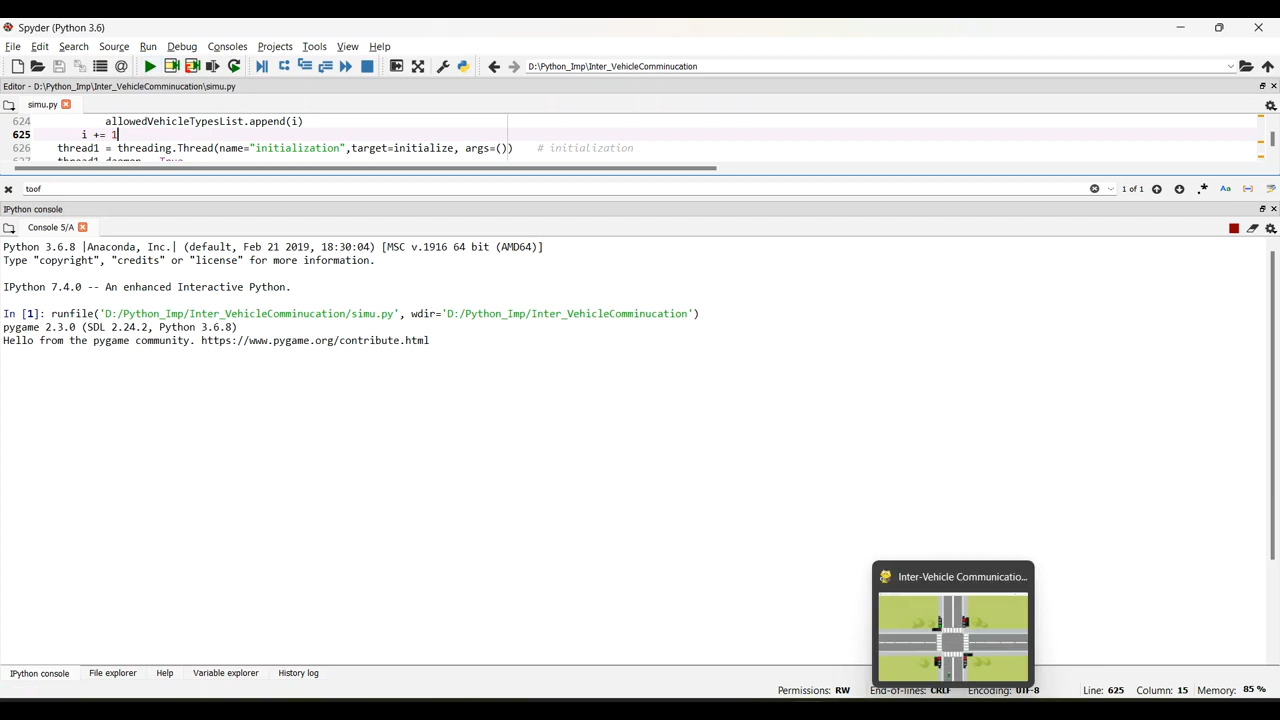 Spyder (Python 3.6)
File Edit Search Source Run Debug Consoles Projects Tools View Help
D:\Python_Imp\Inter_VehicleComminucation
Editor - D:\Python_Imp\Inter_VehicleComminucation\simu.py
simu.py
624 allowedVehicleTypesList.append(i)
625 i += 1
626 thread1 = threading.Thread(name="initialization",target=initialize, args=()) # initialization
toof 1 of 1 Aa
IPython console
Console 5/A
Python 3.6.8 |Anaconda, Inc.| (default, Feb 21 2019, 18:30:04) [MSC v.1916 64 bit (AMD64)]
Type "copyright", "credits" or "license" for more information.
IPython 7.4.0 -- An enhanced Interactive Python.
In [1]: runfile('D:/Python_Imp/Inter_VehicleComminucation/simu.py', wdir='D:/Python_Imp/Inter_VehicleComminucation')
pygame 2.3.0 (SDL 2.24.2, Python 3.6.8)
Hello from the pygame community. https://www.pygame.org/contribute.html
Inter-Vehicle Communicatio...
IPython console File explorer Help Variable explorer History log
Permissions: RW End-of-lines: CRLF Encoding: UTF-8 Line: 625 Column: 15 Memory: 85 %